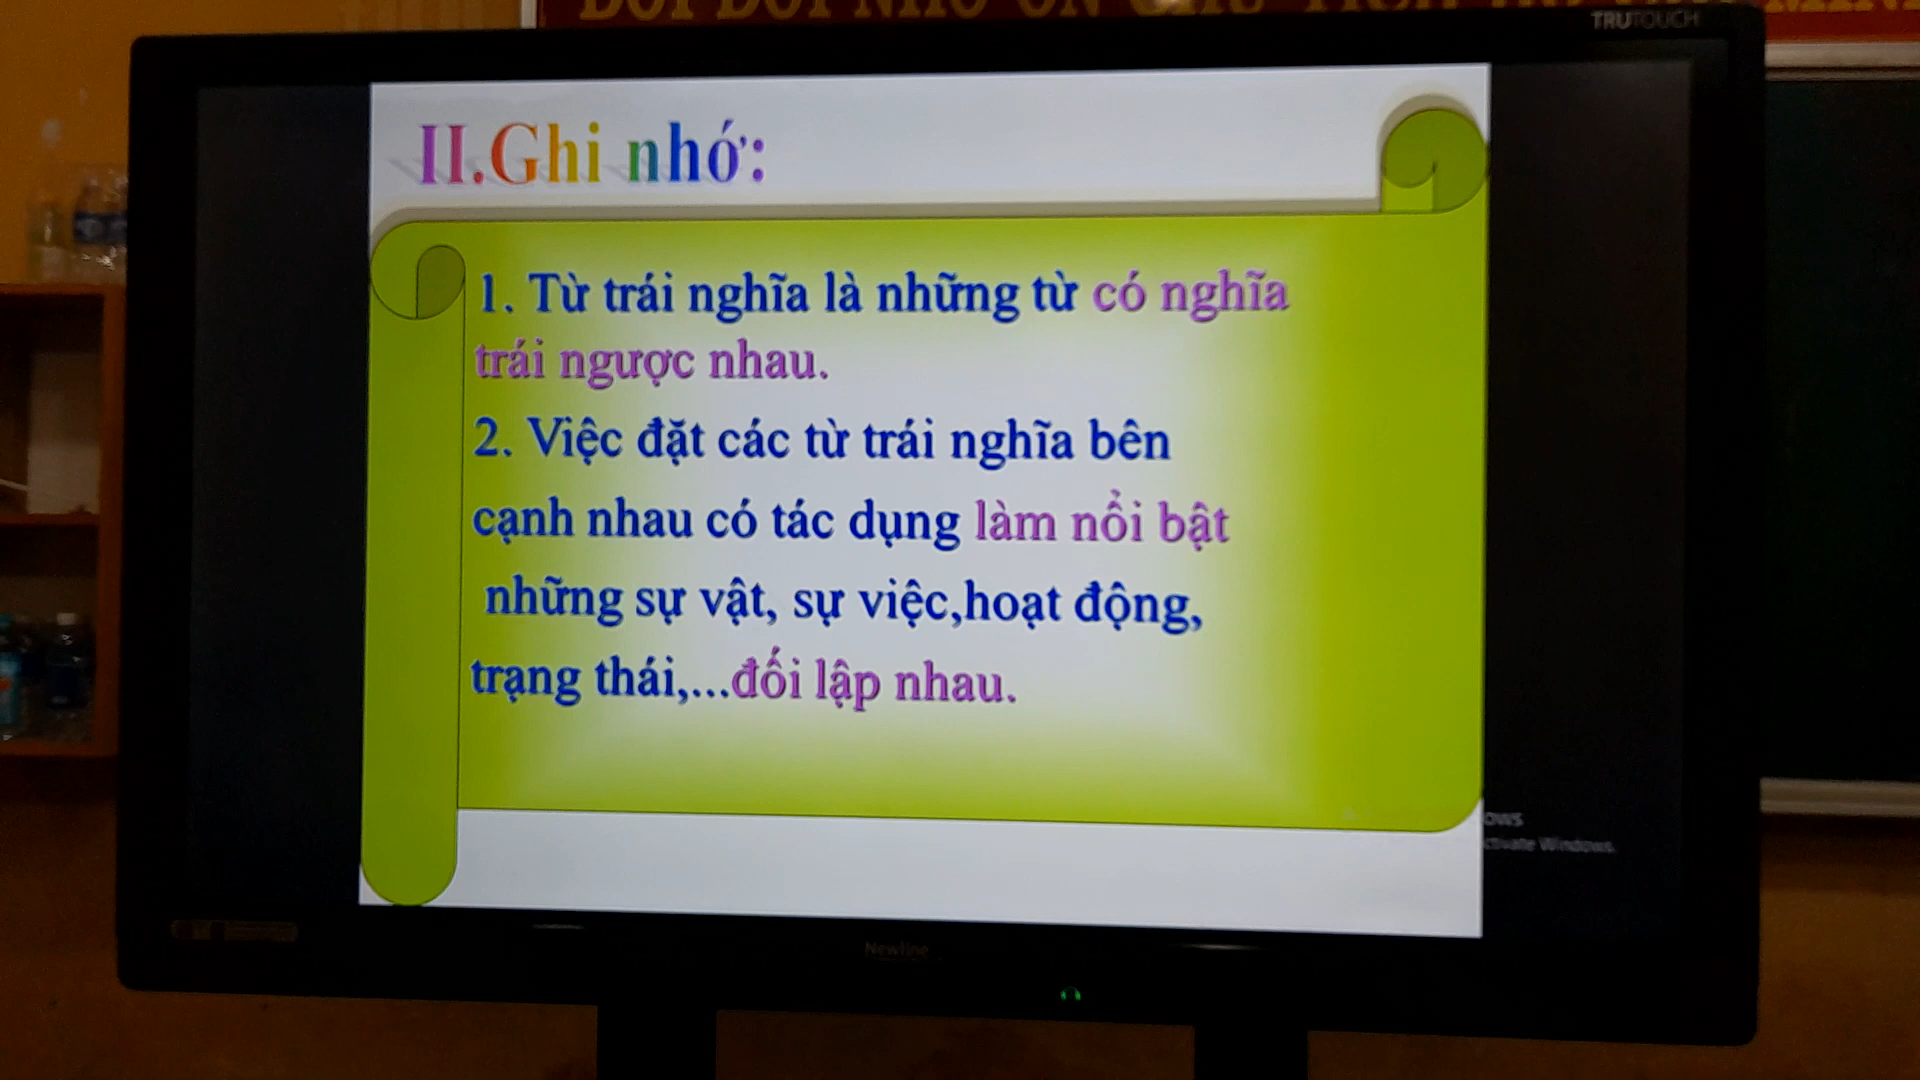 TRUTOUCH
II.Ghi nhớ:
1. Từ trái nghĩa là những từ có nghĩa
trái ngược nhau.
2. Việc đặt các từ trái nghĩa bên
cạnh nhau có tác dụng làm nổi bật
những sự vật, sự việc,hoạt động,
trạng thái,...đối lập nhau.
Windows.
Newline